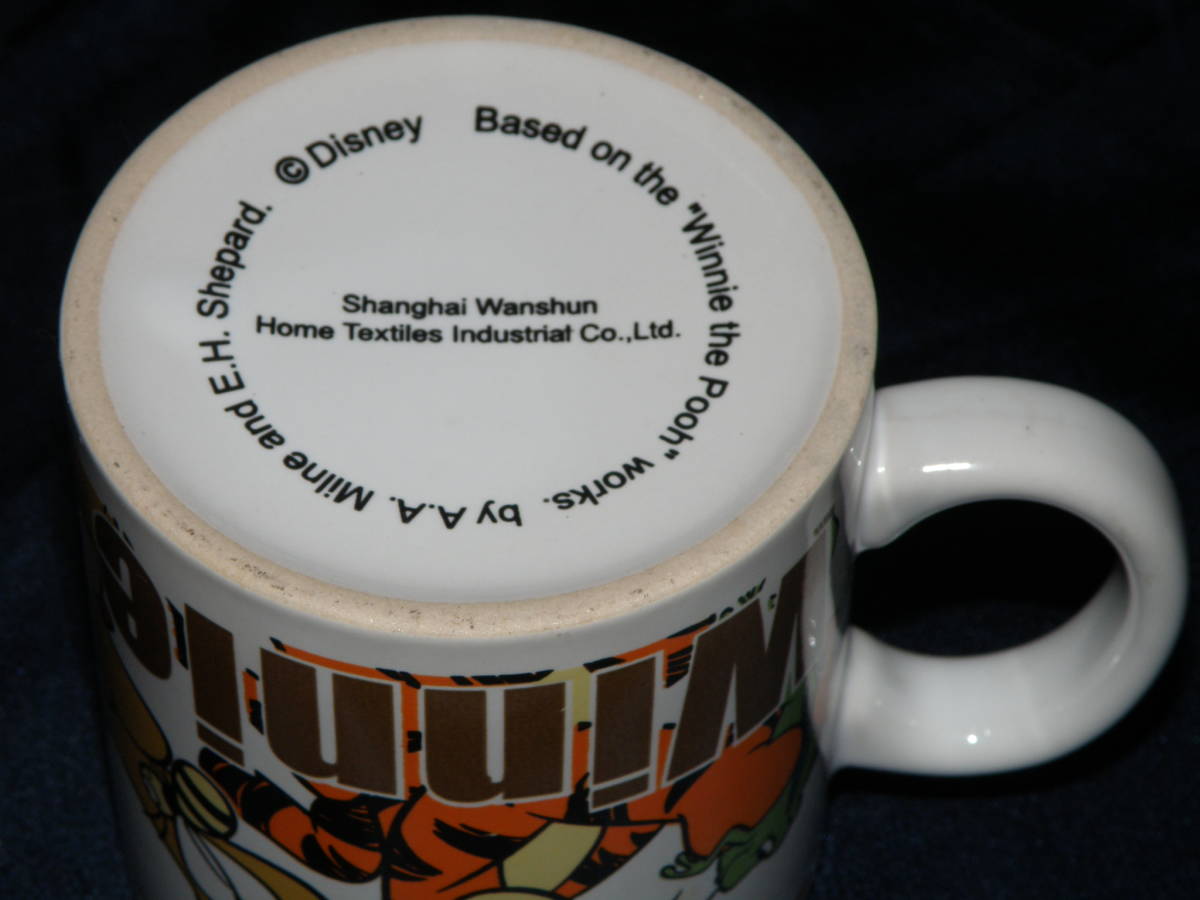 ©Disney
Based on the "Winnie the Pooh" works. by A.A. Milne and E.H. Shepard.
Shanghai Wanshun
Home Textiles Industrial Co.,Ltd.
Winnie